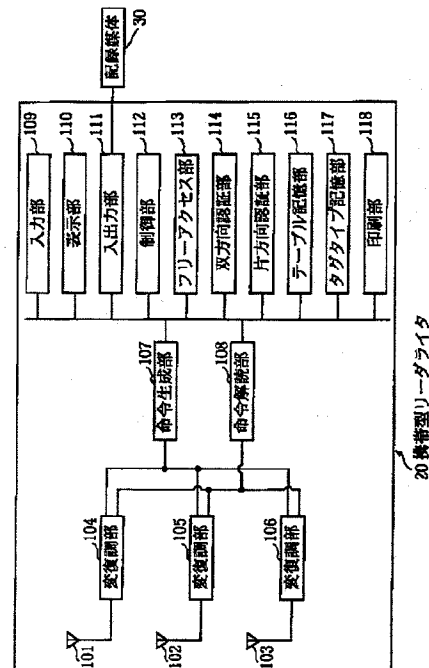 30
記録媒体
109
入力部
110
表示部
111
入出力部
112
制御部
113
フリーアクセス部
114
双方向認証部
115
片方向認証部
116
テーブル記憶部
117
タグタイプ記憶部
118
印刷部
107
命令生成部
108
命令解読部
104
変復調部
105
変復調部
106
変復調部
101
102
103
20 携帯型リーダライタ